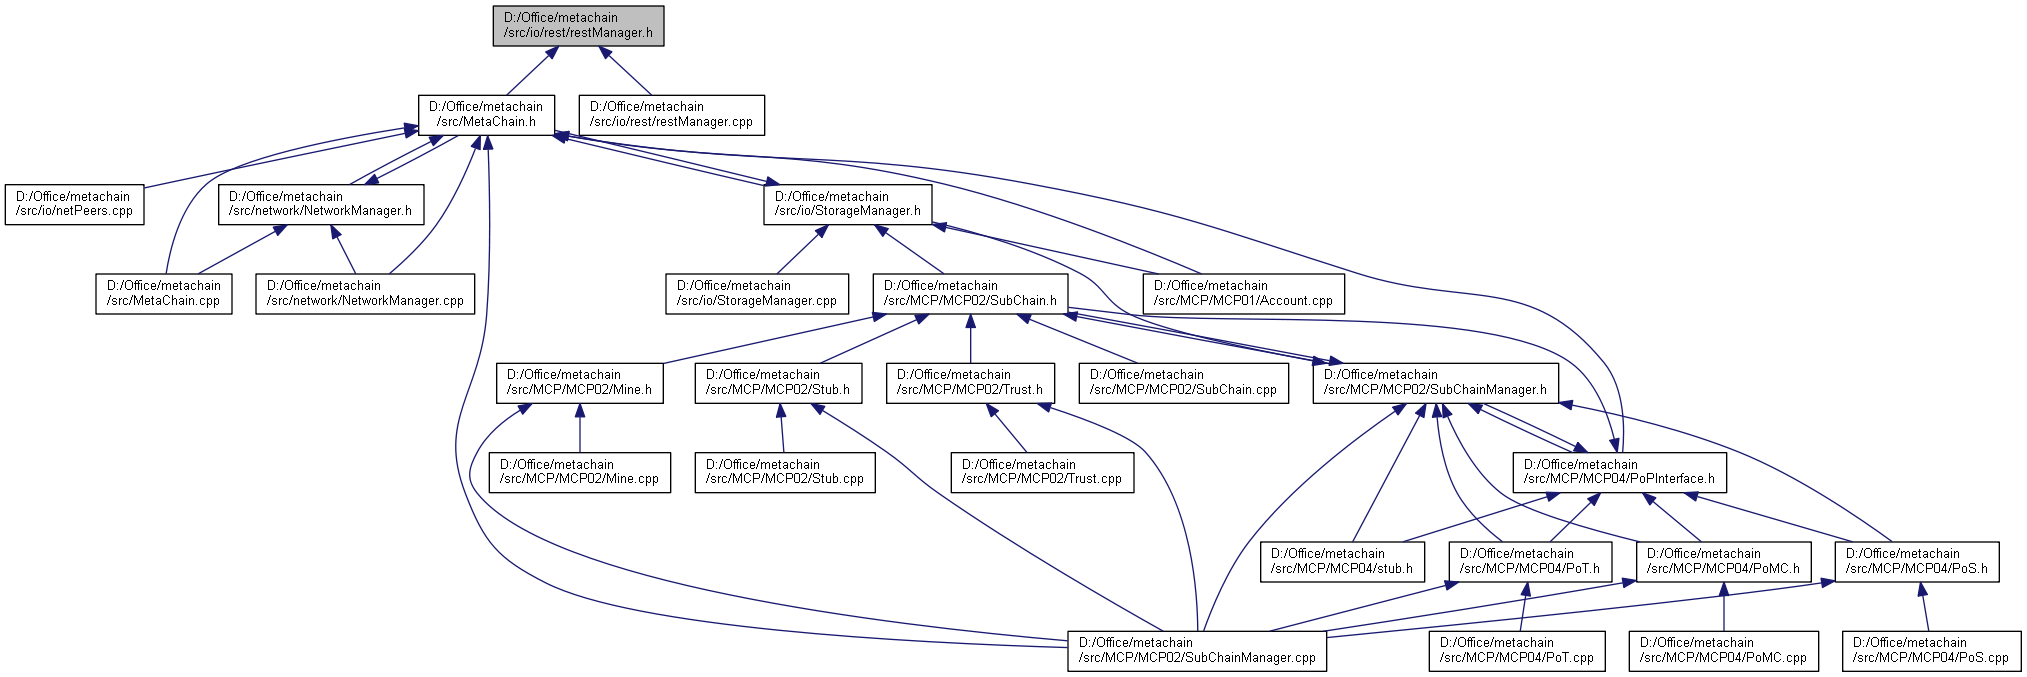 D:/Office/metachain
/src/io/rest/restManager.h
D:/Office/metachain
/src/MetaChain.h
D:/Office/metachain
/src/io/rest/restManager.cpp
D:/Office/metachain
/src/io/netPeers.cpp
D:/Office/metachain
/src/network/NetworkManager.h
D:/Office/metachain
/src/io/StorageManager.h
D:/Office/metachain
/src/MetaChain.cpp
D:/Office/metachain
/src/network/NetworkManager.cpp
D:/Office/metachain
/src/io/StorageManager.cpp
D:/Office/metachain
/src/MCP/MCP02/SubChain.h
D:/Office/metachain
/src/MCP/MCP01/Account.cpp
D:/Office/metachain
/src/MCP/MCP02/Mine.h
D:/Office/metachain
/src/MCP/MCP02/Stub.h
D:/Office/metachain
/src/MCP/MCP02/Trust.h
D:/Office/metachain
/src/MCP/MCP02/SubChain.cpp
D:/Office/metachain
/src/MCP/MCP02/SubChainManager.h
D:/Office/metachain
/src/MCP/MCP02/Mine.cpp
D:/Office/metachain
/src/MCP/MCP02/Stub.cpp
D:/Office/metachain
/src/MCP/MCP02/Trust.cpp
D:/Office/metachain
/src/MCP/MCP04/PoPInterface.h
D:/Office/metachain
/src/MCP/MCP04/stub.h
D:/Office/metachain
/src/MCP/MCP04/PoT.h
D:/Office/metachain
/src/MCP/MCP04/PoMC.h
D:/Office/metachain
/src/MCP/MCP04/PoS.h
D:/Office/metachain
/src/MCP/MCP02/SubChainManager.cpp
D:/Office/metachain
/src/MCP/MCP04/PoT.cpp
D:/Office/metachain
/src/MCP/MCP04/PoMC.cpp
D:/Office/metachain
/src/MCP/MCP04/PoS.cpp